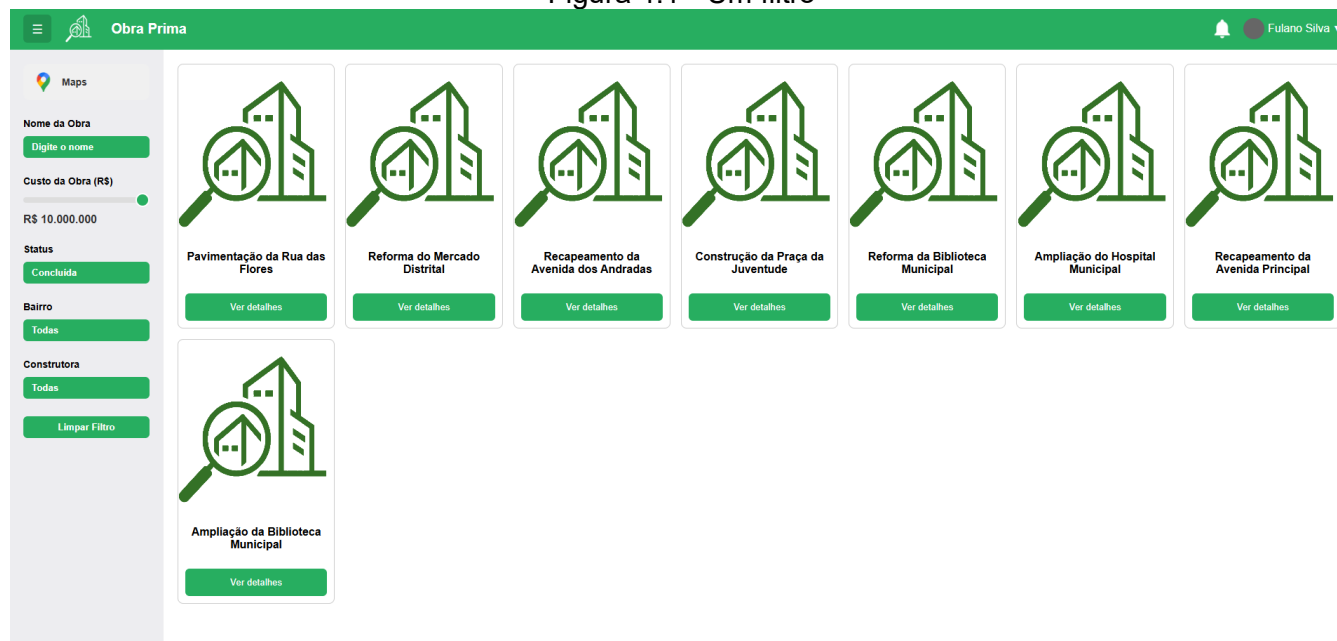 Obra Prima
Fulano Silva
Maps
Nome da Obra
Digite o nome
Custo da Obra (R$)
R$ 10.000.000
Status
Concluída
Bairro
Todas
Construtora
Todas
Limpar Filtro
Pavimentação da Rua das
Flores
Ver detalhes
Reforma do Mercado
Distrital
Ver detalhes
Recapeamento da
Avenida dos Andradas
Ver detalhes
Construção da Praça da
Juventude
Ver detalhes
Reforma da Biblioteca
Municipal
Ver detalhes
Ampliação do Hospital
Municipal
Ver detalhes
Recapeamento da
Avenida Principal
Ver detalhes
Ampliação da Biblioteca
Municipal
Ver detalhes